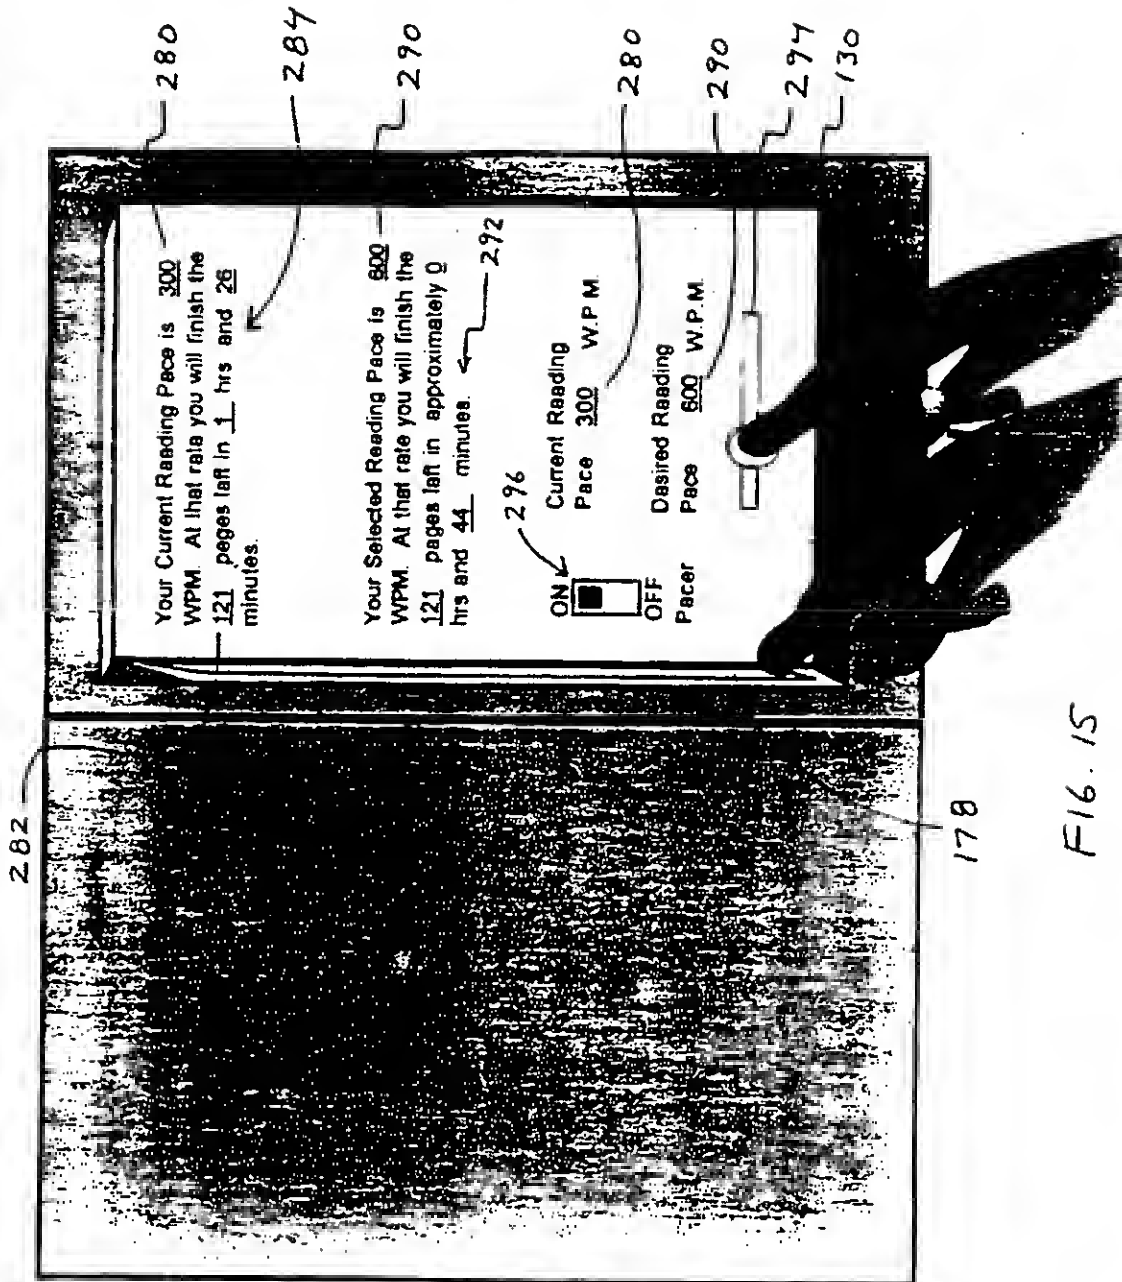 282
Your Current Reading Pace is 300
280
WPM. At that rate you will finish the
121 pages left in 1 hrs and 26
minutes.
284
Your Selected Reading Pace is 600
290
WPM. At that rate you will finish the
121 pages left in approximately 0
hrs and 44 minutes.
292
296
ON
OFF
Pacer
Current Reading
Pace 300 W.P.M.
280
Desired Reading
Pace 600 W.P.M.
290
294
130
178
FIG. 15